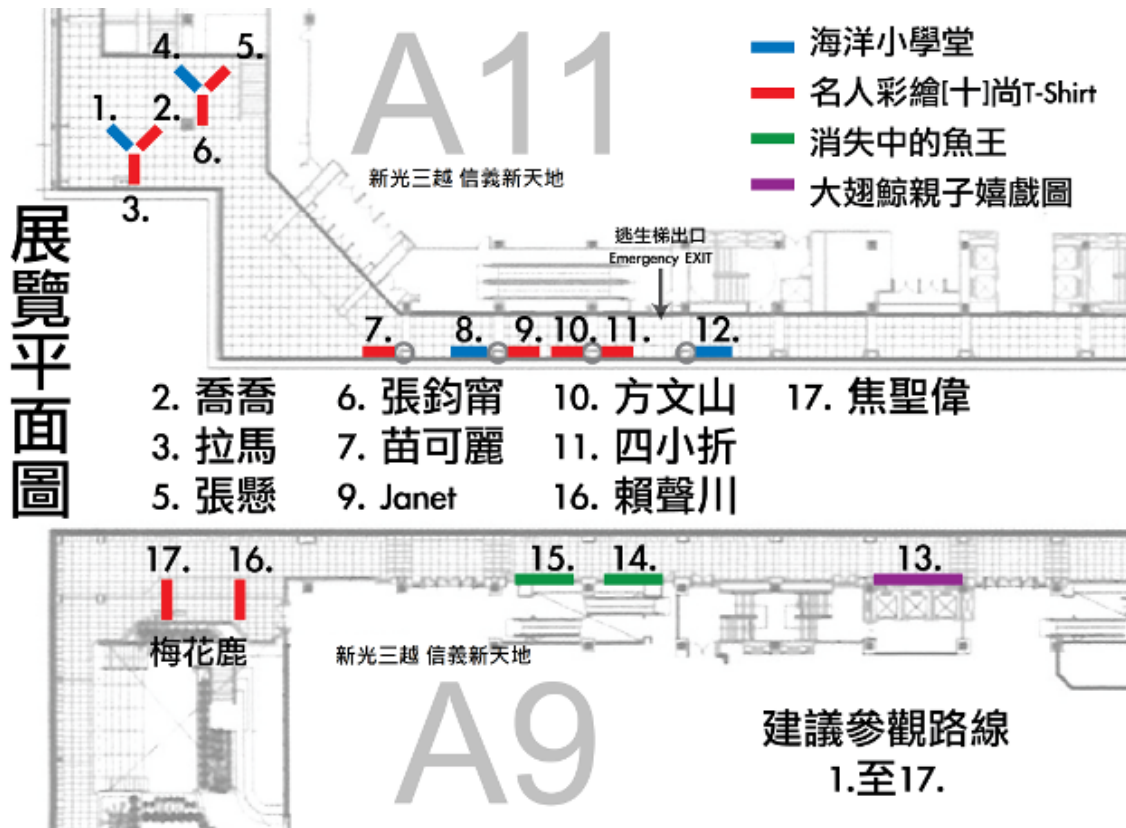 展覽平面圖
A11
新光三越 信義新天地
海洋小學堂
名人彩繪[十]尚T-Shirt
消失中的魚王
大翅鯨親子嬉戲圖
4.
5.
1.
2.
6.
3.
逃生梯出口
Emergency EXIT
7.
8.
9.
10.
11.
12.
2. 喬喬
3. 拉馬
5. 張懸
6. 張鈞甯
7. 苗可麗
9. Janet
10. 方文山
11. 四小折
16. 賴聲川
17. 焦聖偉
17.
16.
15.
14.
13.
梅花鹿
新光三越 信義新天地
A9
建議參觀路線
1.至17.